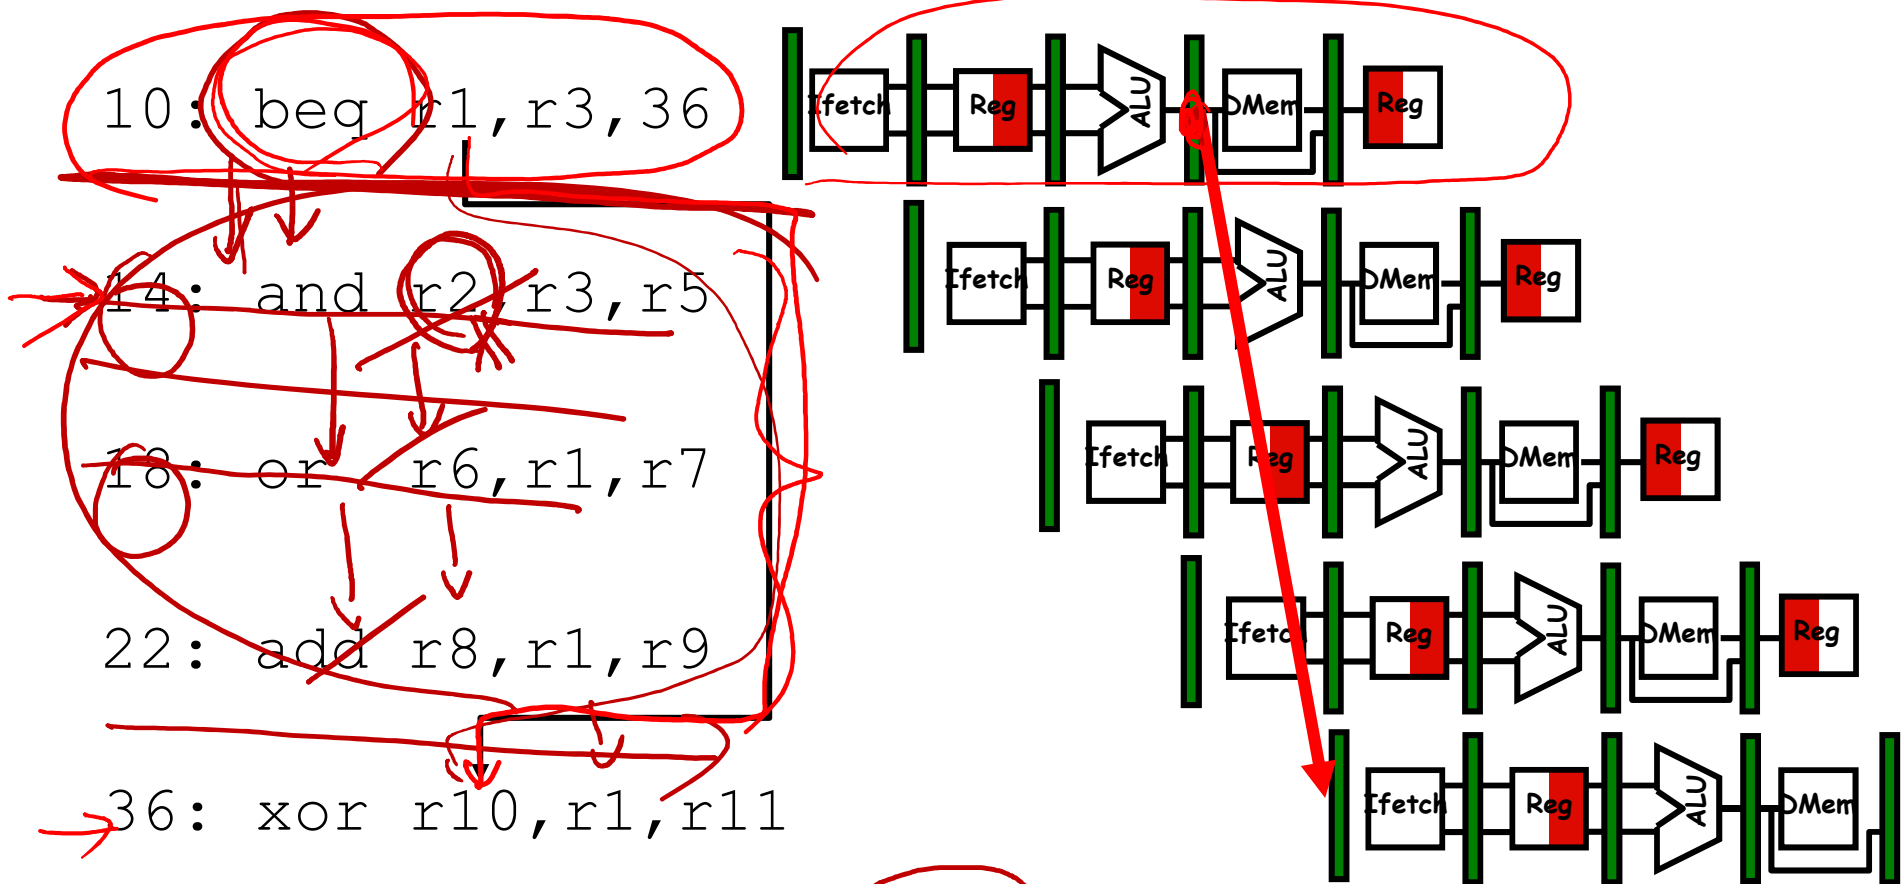 10: beq r1,r3,36
Ifetch Reg ALU DMem Reg
14: and r2,r3,r5
Ifetch Reg ALU DMem Reg
18: or r6,r1,r7
Ifetch Reg ALU DMem Reg
22: add r8,r1,r9
Ifetch Reg ALU DMem Reg
36: xor r10,r1,r11
Ifetch Reg ALU DMem